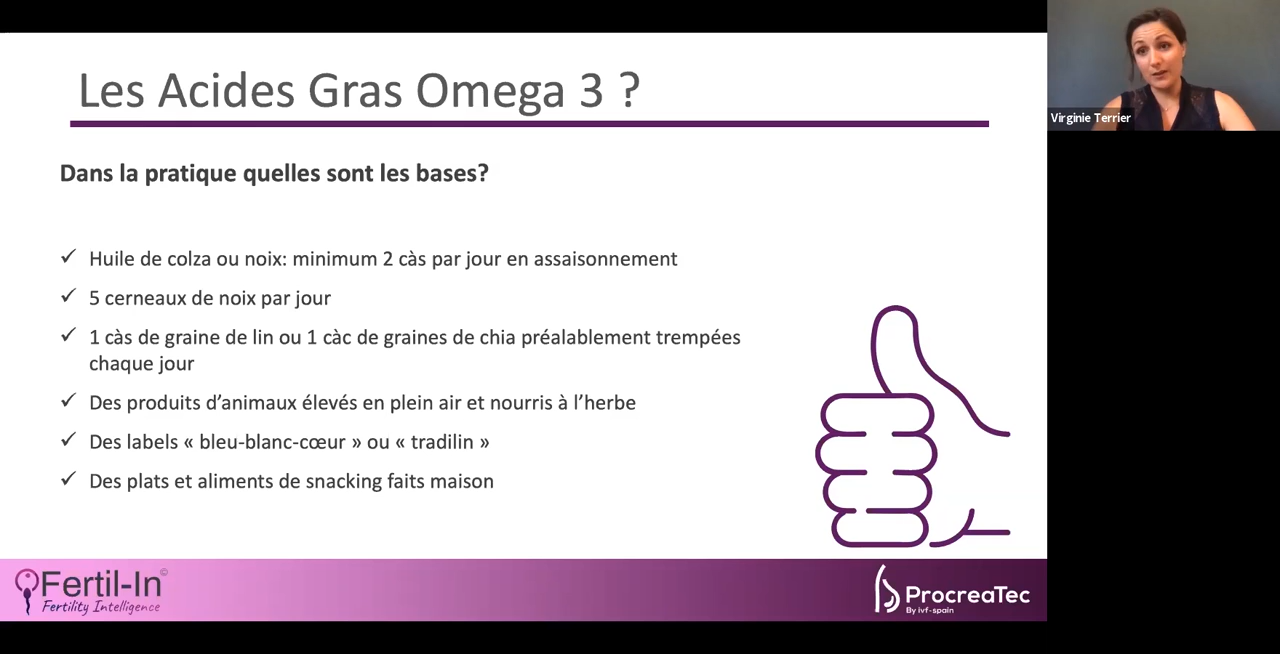 Les Acides Gras Omega 3 ?
Virginie Terrier
Dans la pratique quelles sont les bases?
✓ Huile de colza ou noix: minimum 2 càs par jour en assaisonnement
✓ 5 cerneaux de noix par jour
✓ 1 càs de graine de lin ou 1 càc de graines de chia préalablement trempées
chaque jour
✓ Des produits d’animaux élevés en plein air et nourris à l’herbe
✓ Des labels « bleu-blanc-cœur » ou « tradilin »
✓ Des plats et aliments de snacking faits maison
Fertil-In©
Fertility Intelligence
ProcreaTec
By ivf-spain